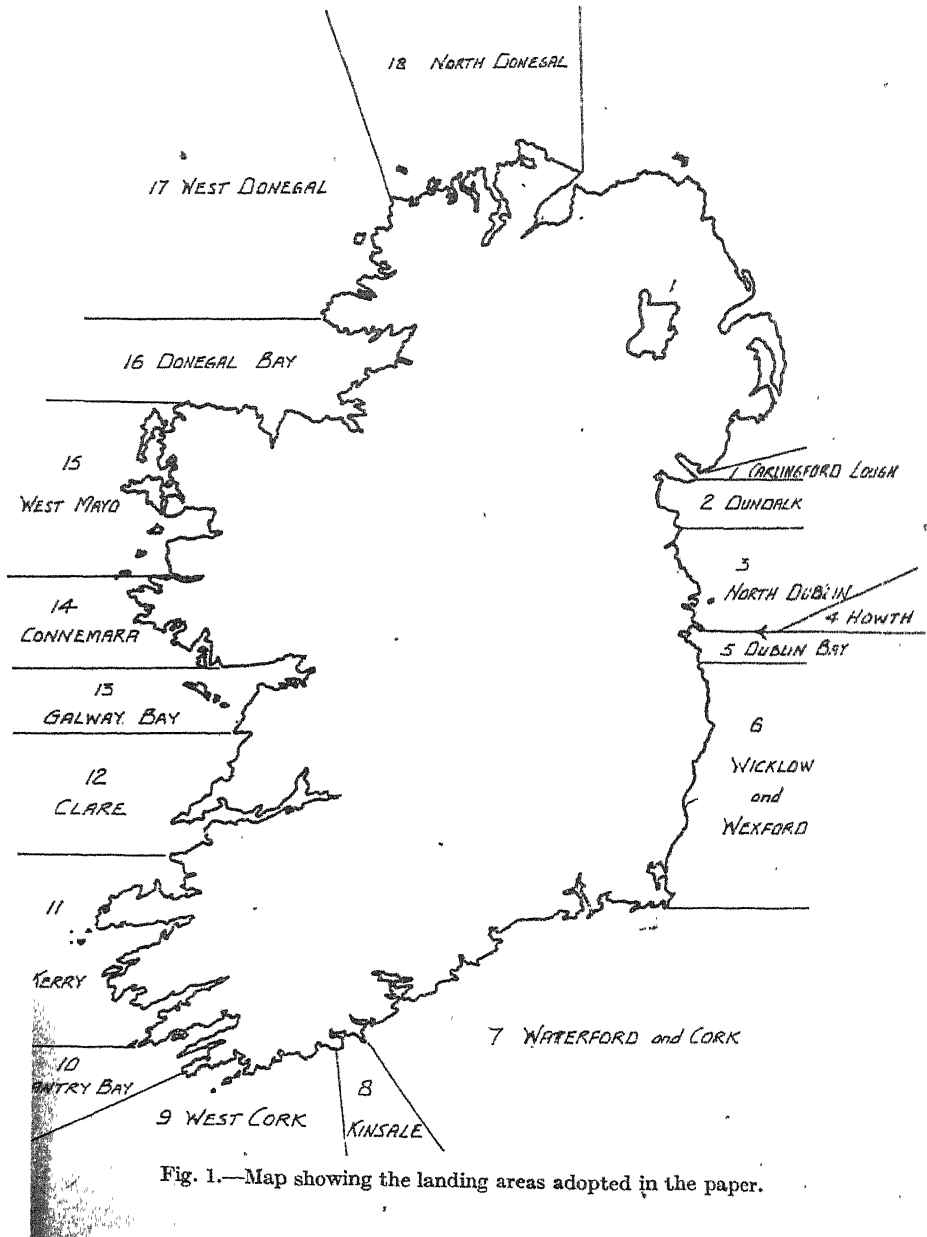 18 NORTH DONEGAL
17 WEST DONEGAL
16 DONEGAL BAY
15
WEST MAYO
1 CARLINGFORD LOUGH
2 DUNDALK
3
NORTH DUBLIN
4 HOWTH
5 DUBLIN BAY
14
CONNEMARA
13
GALWAY BAY
6
WICKLOW
and
WEXFORD
12
CLARE
11
KERRY
10
ANTRY BAY
9 WEST CORK
8
KINSALE
7 WATERFORD and CORK
Fig. 1.—Map showing the landing areas adopted in the paper.